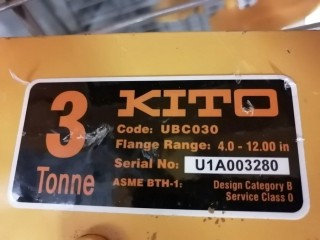 3
Tonne
KITO
Code: UBC030
Flange Range: 4.0 - 12.00 in
Serial No: U1A003280
ASME BTH-1: Design Category B
Service Class 0